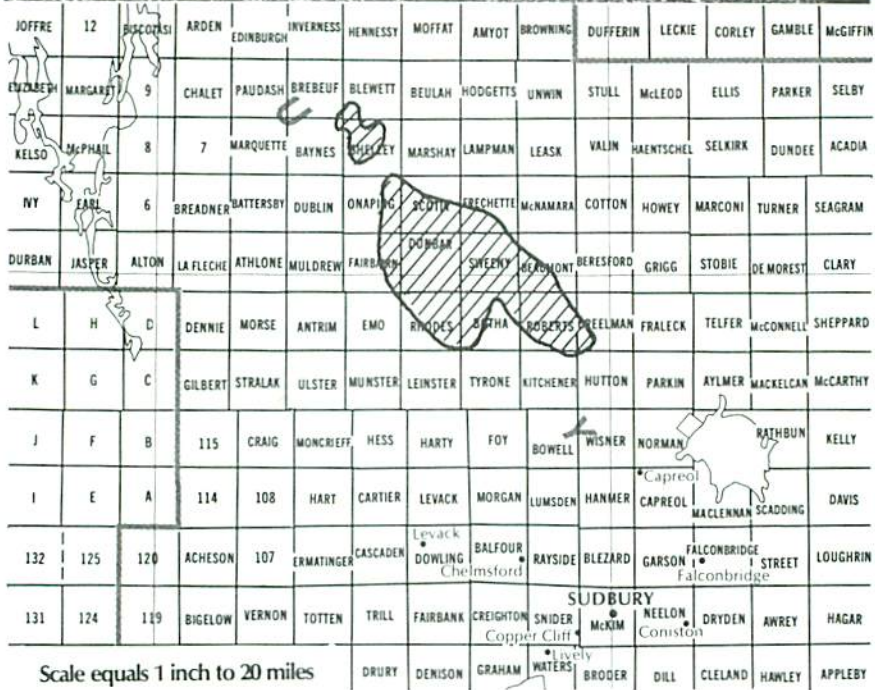 JOFFRE 12 BISCOTASI ARDEN EDINBURGH INVERNESS HENNESSY MOFFAT AMYOT BROWNING DUFFERIN LECKIE CORLEY GAMBLE McGIFFIN
ELIZABETH MARGARET 9 CHALET PAUDASH BREBEUF BLEWETT BEULAH HODGETTS UNWIN STULL McLEOD ELLIS PARKER SELBY
KELSO McPHAIL 8 7 MARQUETTE BAYNES SHELLEY MARSHAY LAMPMAN LEASK VALIN HAENTSCHEL SELKIRK DUNDEE ACADIA
IVY EARL 6 BREADNER BATTERSBY DUBLIN ONAPING SCOTIA FRECHETTE McNAMARA COTTON HOWEY MARCONI TURNER SEAGRAM
DURBAN JASPER ALTON LA FLECHE ATHLONE MULDREW FAIRBAIRN DUNBAR SWEENY BEAUMONT BERESFORD GRIGG STOBIE DE MOREST CLARY
L H D DENNIE MORSE ANTRIM EMO RHODES BOTHA ROBERTS CREELMAN FRALECK TELFER McCONNELL SHEPPARD
K G C GILBERT STRALAK ULSTER MUNSTER LEINSTER TYRONE KITCHENER HUTTON PARKIN AYLMER MACKELCAN McCARTHY
J F B 115 CRAIG MONCRIEFF HESS HARTY FOY BOWELL WISNER NORMAN RATHBUN KELLY
Capreol
I E A 114 108 HART CARTIER LEVACK MORGAN LUMSDEN HANMER CAPREOL MACLENNAN SCADDING DAVIS
Levack
132 125 120 ACHESON 107 ERMATINGER CASCADEN DOWLING BALFOUR RAYSIDE BLEZARD GARSON FALCONBRIDGE STREET LOUGHRIN
Chelmsford Falconbridge
SUDBURY
131 124 119 BIGELOW VERNON TOTTEN TRILL FAIRBANK CREIGHTON SNIDER McKIM NEELON DRYDEN AWREY HAGAR
Copper Cliff Coniston
Lively
Scale equals 1 inch to 20 miles DRURY DENISON GRAHAM WATERS BRODER DILL CLELAND HAWLEY APPLEBY